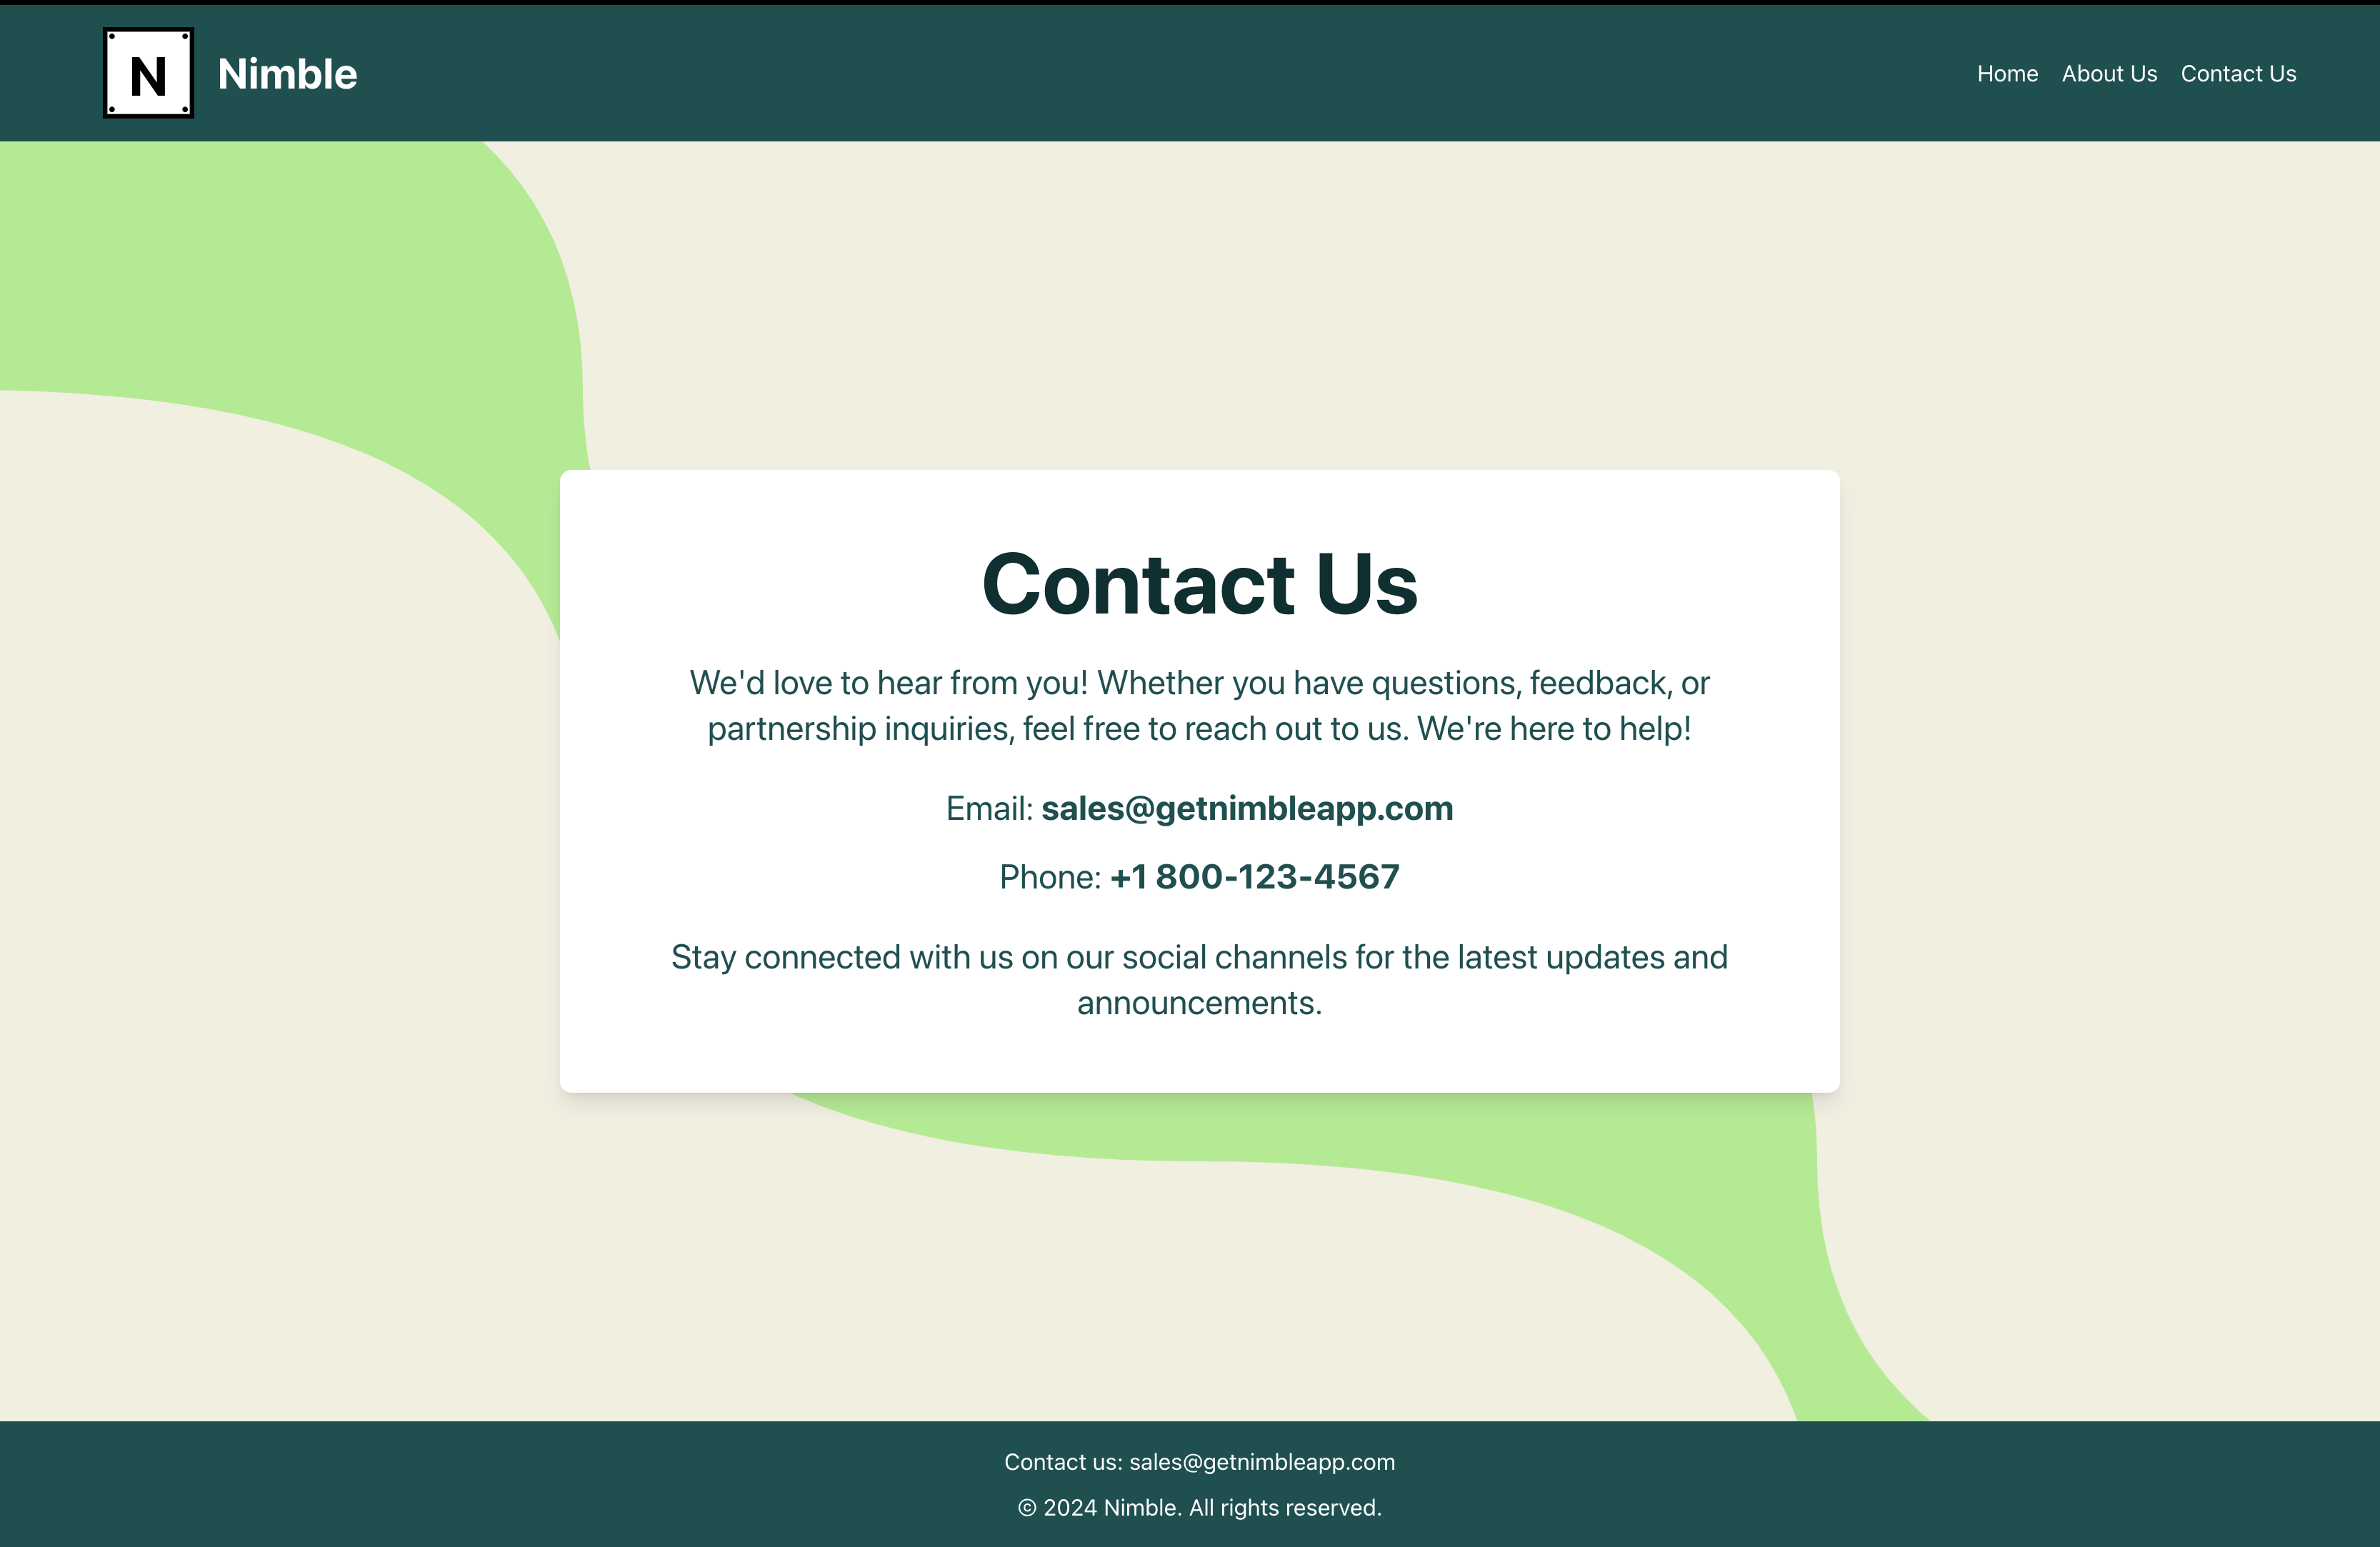 N
Nimble
Home About Us Contact Us
Contact Us
We'd love to hear from you! Whether you have questions, feedback, or
partnership inquiries, feel free to reach out to us. We're here to help!
Email: sales@getnimbleapp.com
Phone: +1 800-123-4567
Stay connected with us on our social channels for the latest updates and
announcements.
Contact us: sales@getnimbleapp.com
© 2024 Nimble. All rights reserved.